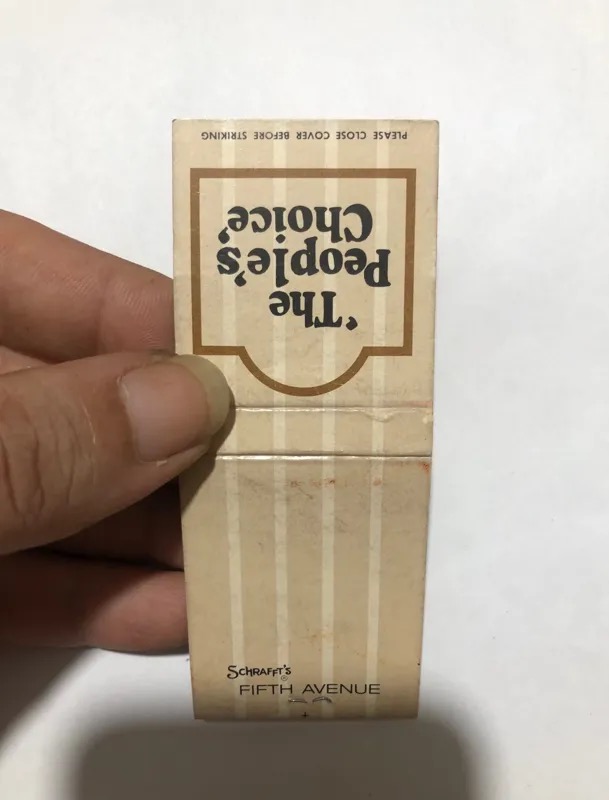 PLEASE CLOSE COVER BEFORE STRIKING
‘The
People’s
Choice’
SCHRAFFT'S
®
FIFTH AVENUE